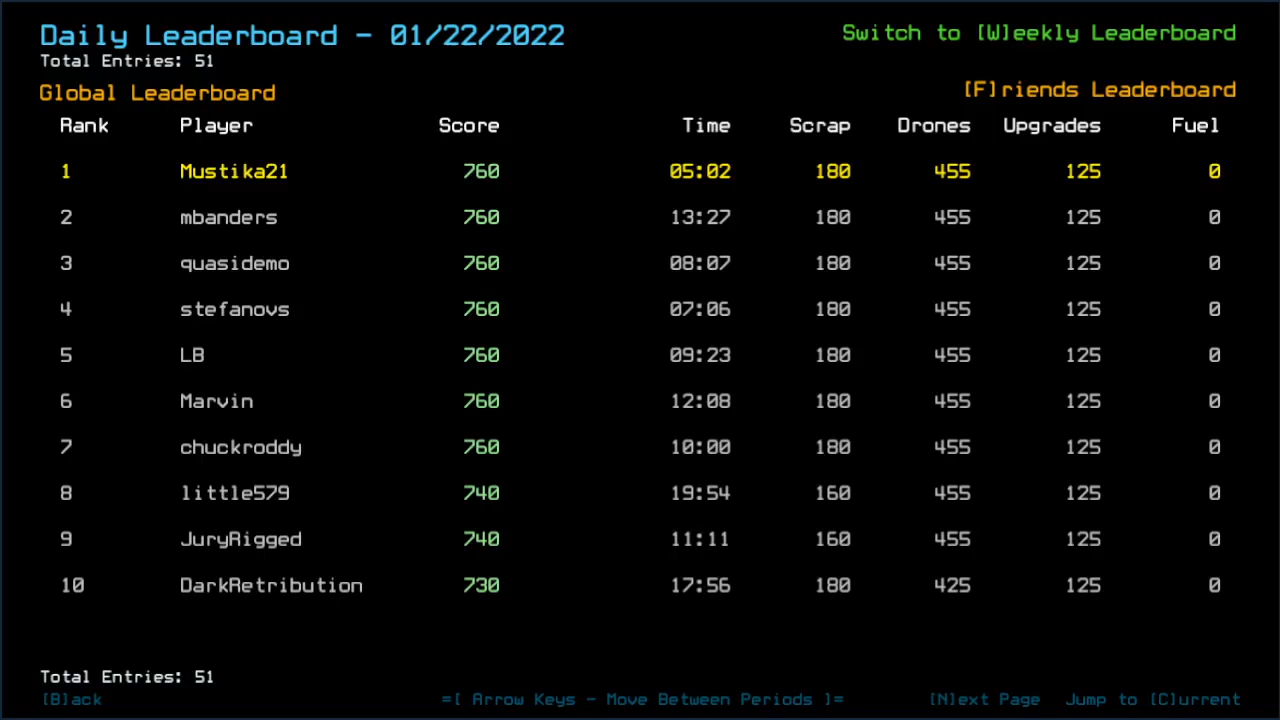 Daily Leaderboard - 01/22/2022 Switch to [W]eekly Leaderboard
Total Entries: 51
Global Leaderboard [F]riends Leaderboard
Rank Player Score Time Scrap Drones Upgrades Fuel
1 Mustika21 760 05:02 180 455 125 0
2 mbanders 760 13:27 180 455 125 0
3 quasidemo 760 08:07 180 455 125 0
4 stefanovs 760 07:06 180 455 125 0
5 LB 760 09:23 180 455 125 0
6 Marvin 760 12:08 180 455 125 0
7 chuckroddy 760 10:00 180 455 125 0
8 little579 740 19:54 160 455 125 0
9 JuryRigged 740 11:11 160 455 125 0
10 DarkRetribution 730 17:56 180 425 125 0
Total Entries: 51
[B]ack =[ Arrow Keys - Move Between Periods ]= [N]ext Page Jump to [C]urrent